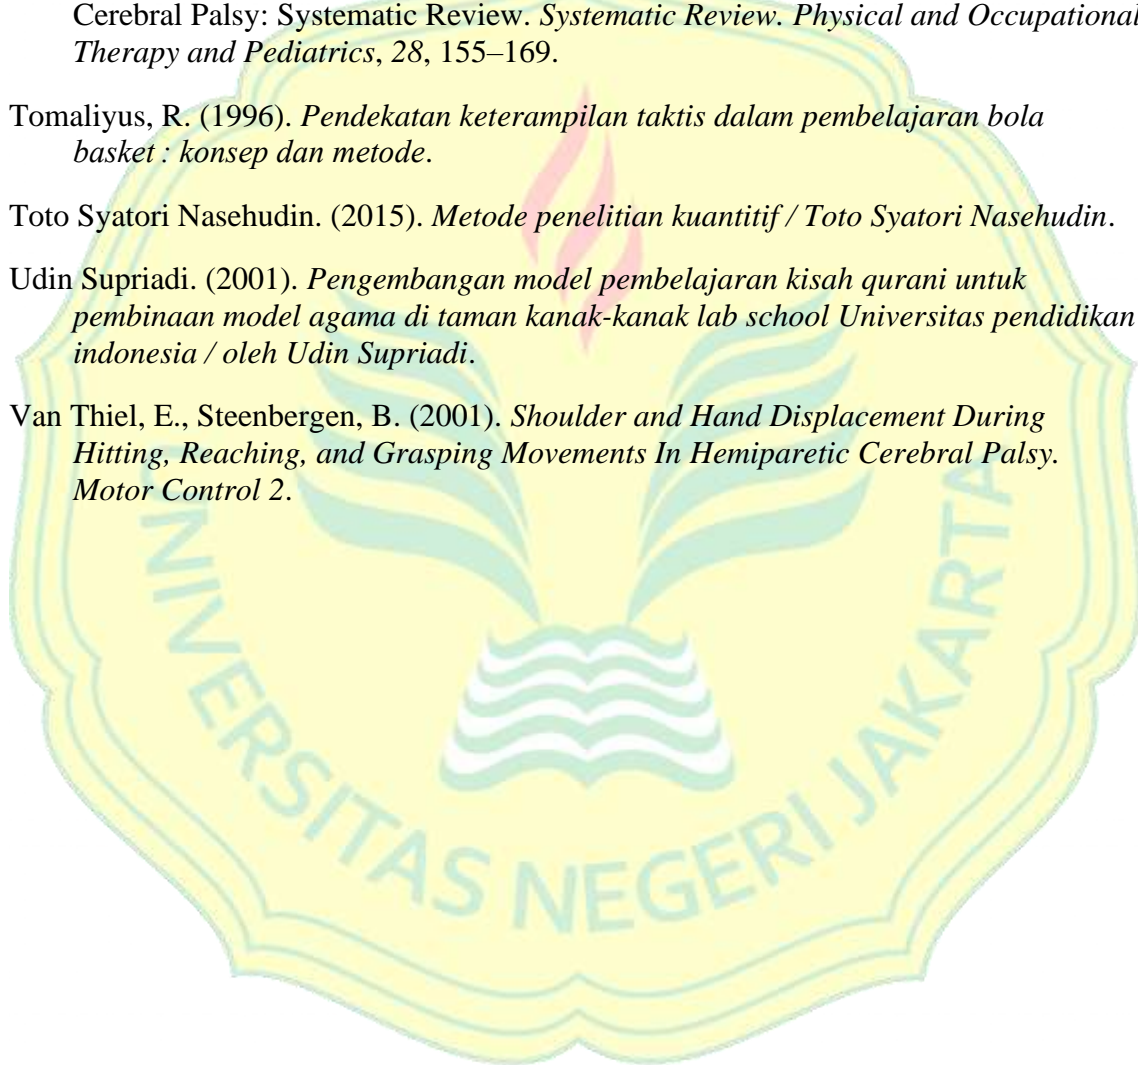 Cerebral Palsy: Systematic Review. Systematic Review. Physical and Occupational
Therapy and Pediatrics, 28, 155–169.
Tomaliyus, R. (1996). Pendekatan keterampilan taktis dalam pembelajaran bola
basket : konsep dan metode.
Toto Syatori Nasehudin. (2015). Metode penelitian kuantitif / Toto Syatori Nasehudin.
Udin Supriadi. (2001). Pengembangan model pembelajaran kisah qurani untuk
pembinaan model agama di taman kanak-kanak lab school Universitas pendidikan
indonesia / oleh Udin Supriadi.
Van Thiel, E., Steenbergen, B. (2001). Shoulder and Hand Displacement During
Hitting, Reaching, and Grasping Movements In Hemiparetic Cerebral Palsy.
Motor Control 2.
UNIVERSITAS NEGERI JAKARTA